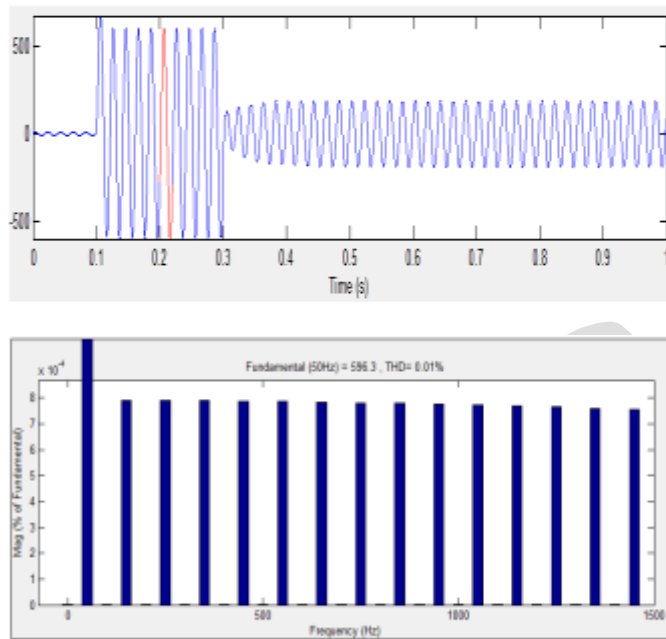 500
0
-500
0 0.1 0.2 0.3 0.4 0.5 0.6 0.7 0.8 0.9 1
Time (s)
x 10^-4
Fundamental (50Hz) = 596.3 , THD= 0.01%
8
7
6
5
4
3
2
1
0
Mag (% of Fundamental)
0 500 1000 1500
Frequency (Hz)